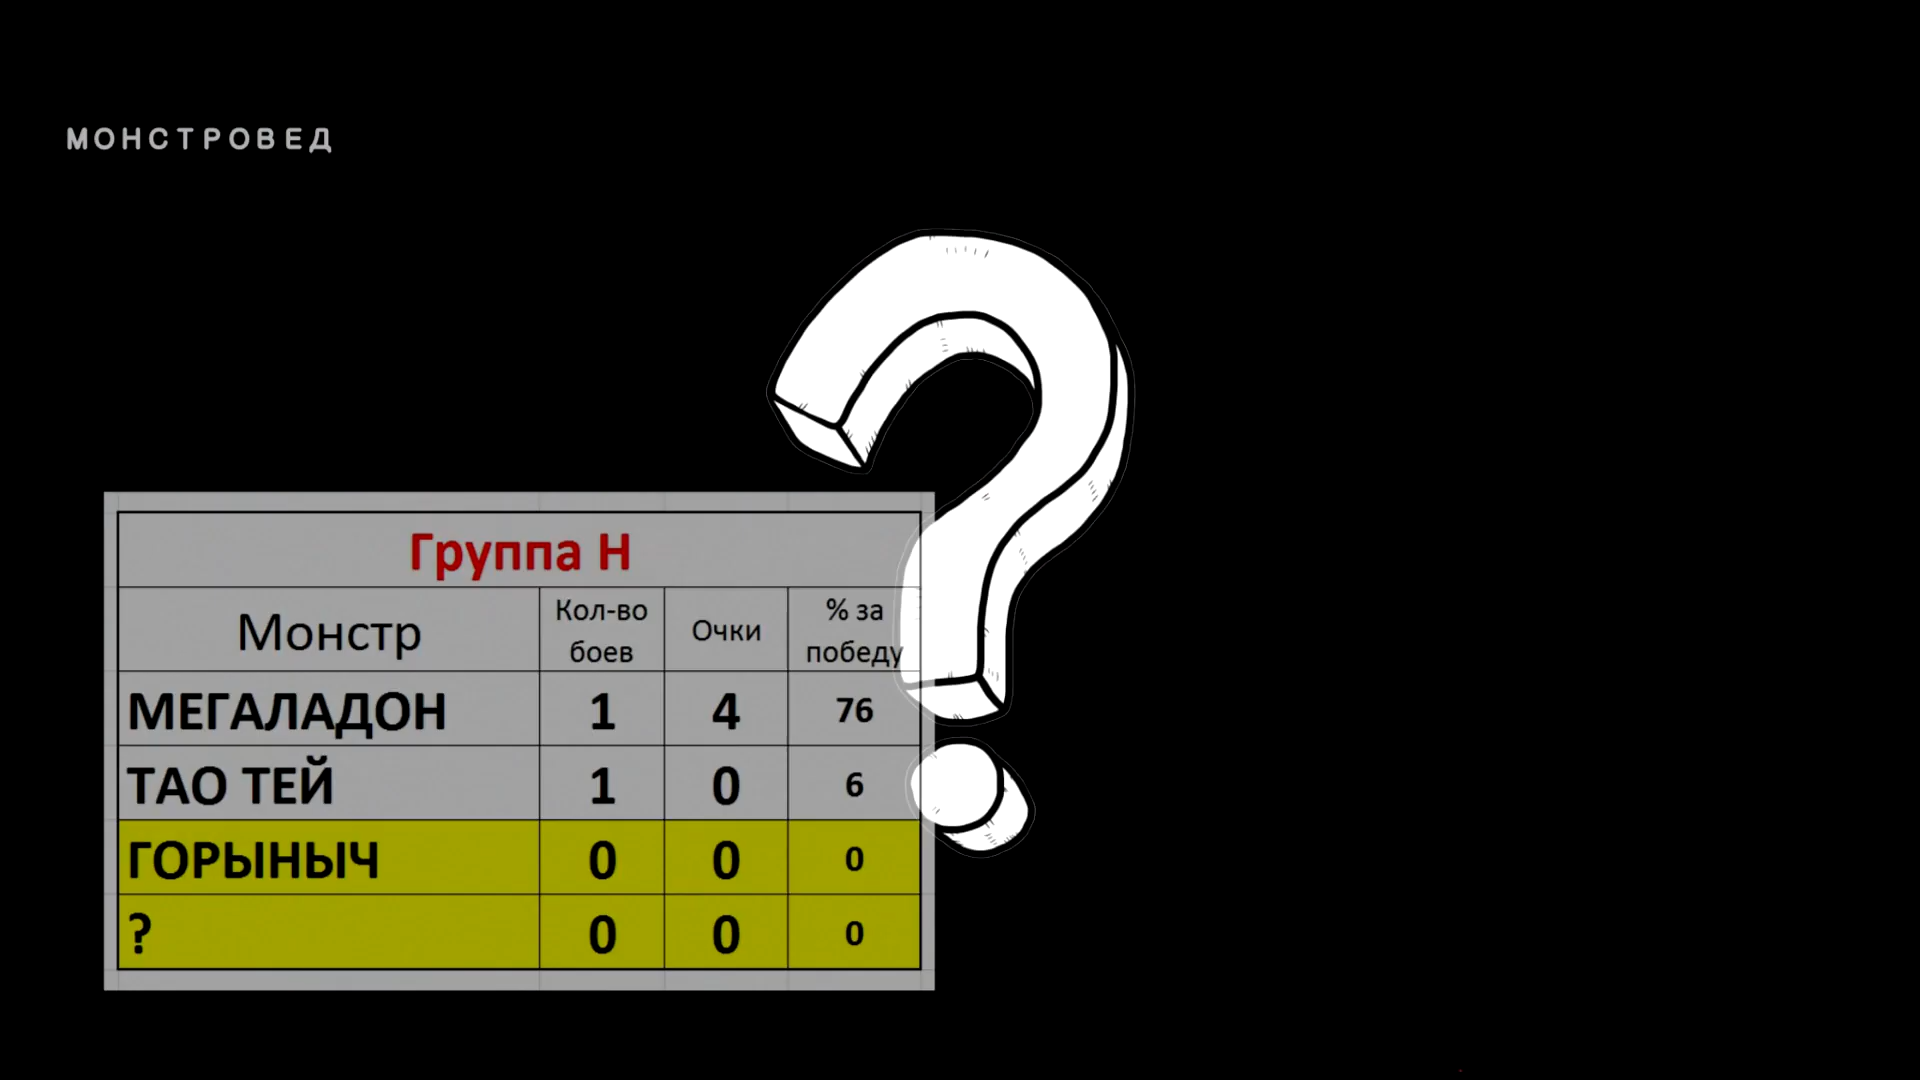 МОНСТРОВЕД
Группа H
Монстр Кол-во боев Очки % за победу
МЕГАЛАДОН 1 4 76
ТАО ТЕЙ 1 0 6
ГОРЫНЫЧ 0 0 0
? 0 0 0